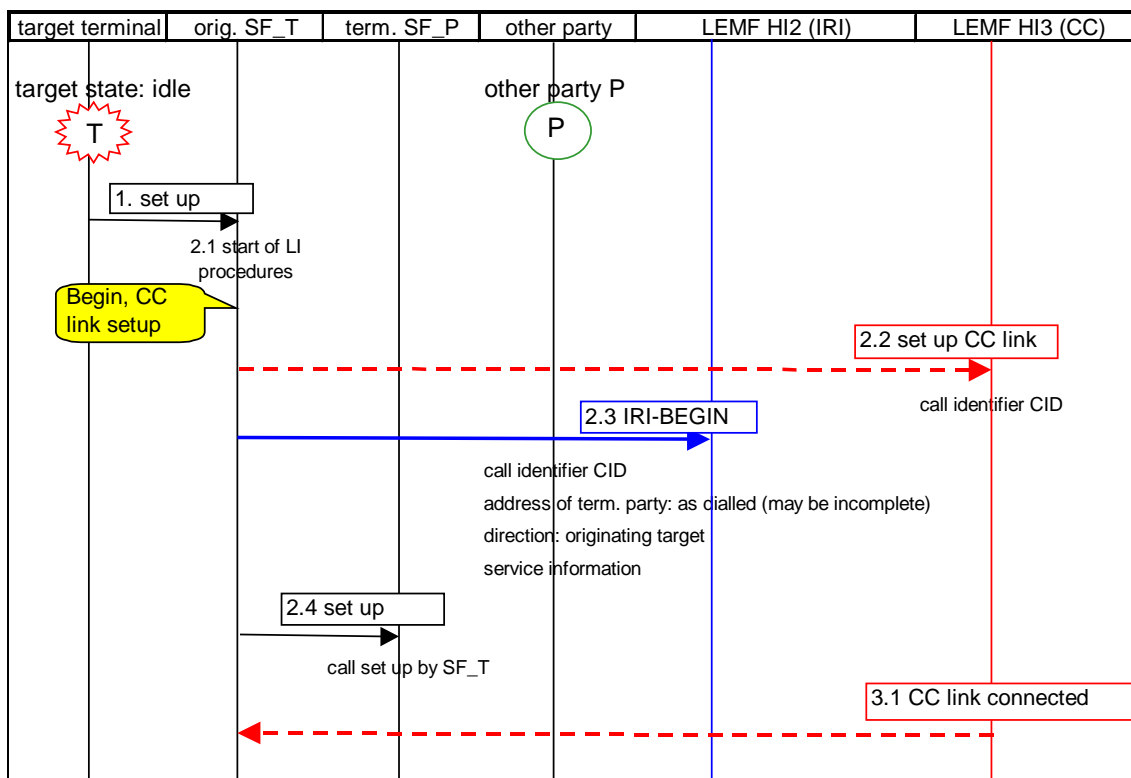 target terminal orig. SF_T term. SF_P other party LEMF HI2 (IRI) LEMF HI3 (CC)
target state: idle
other party P
T
P
1. set up
2.1 start of LI
procedures
Begin, CC
link setup
2.2 set up CC link
call identifier CID
2.3 IRI-BEGIN
call identifier CID
address of term. party: as dialled (may be incomplete)
direction: originating target
service information
2.4 set up
call set up by SF_T
3.1 CC link connected